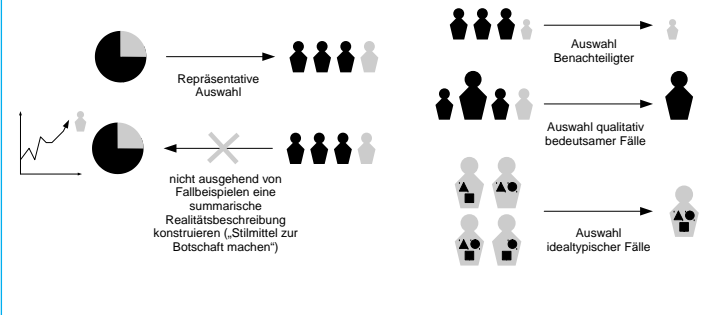 Repräsentative
Auswahl
nicht ausgehend von
Fallbeispielen eine
summarische
Realitätsbeschreibung
konstruieren („Stilmittel zur
Botschaft machen“)
Auswahl
Benachteiligter
Auswahl qualitativ
bedeutsamer Fälle
Auswahl
idealtypischer Fälle